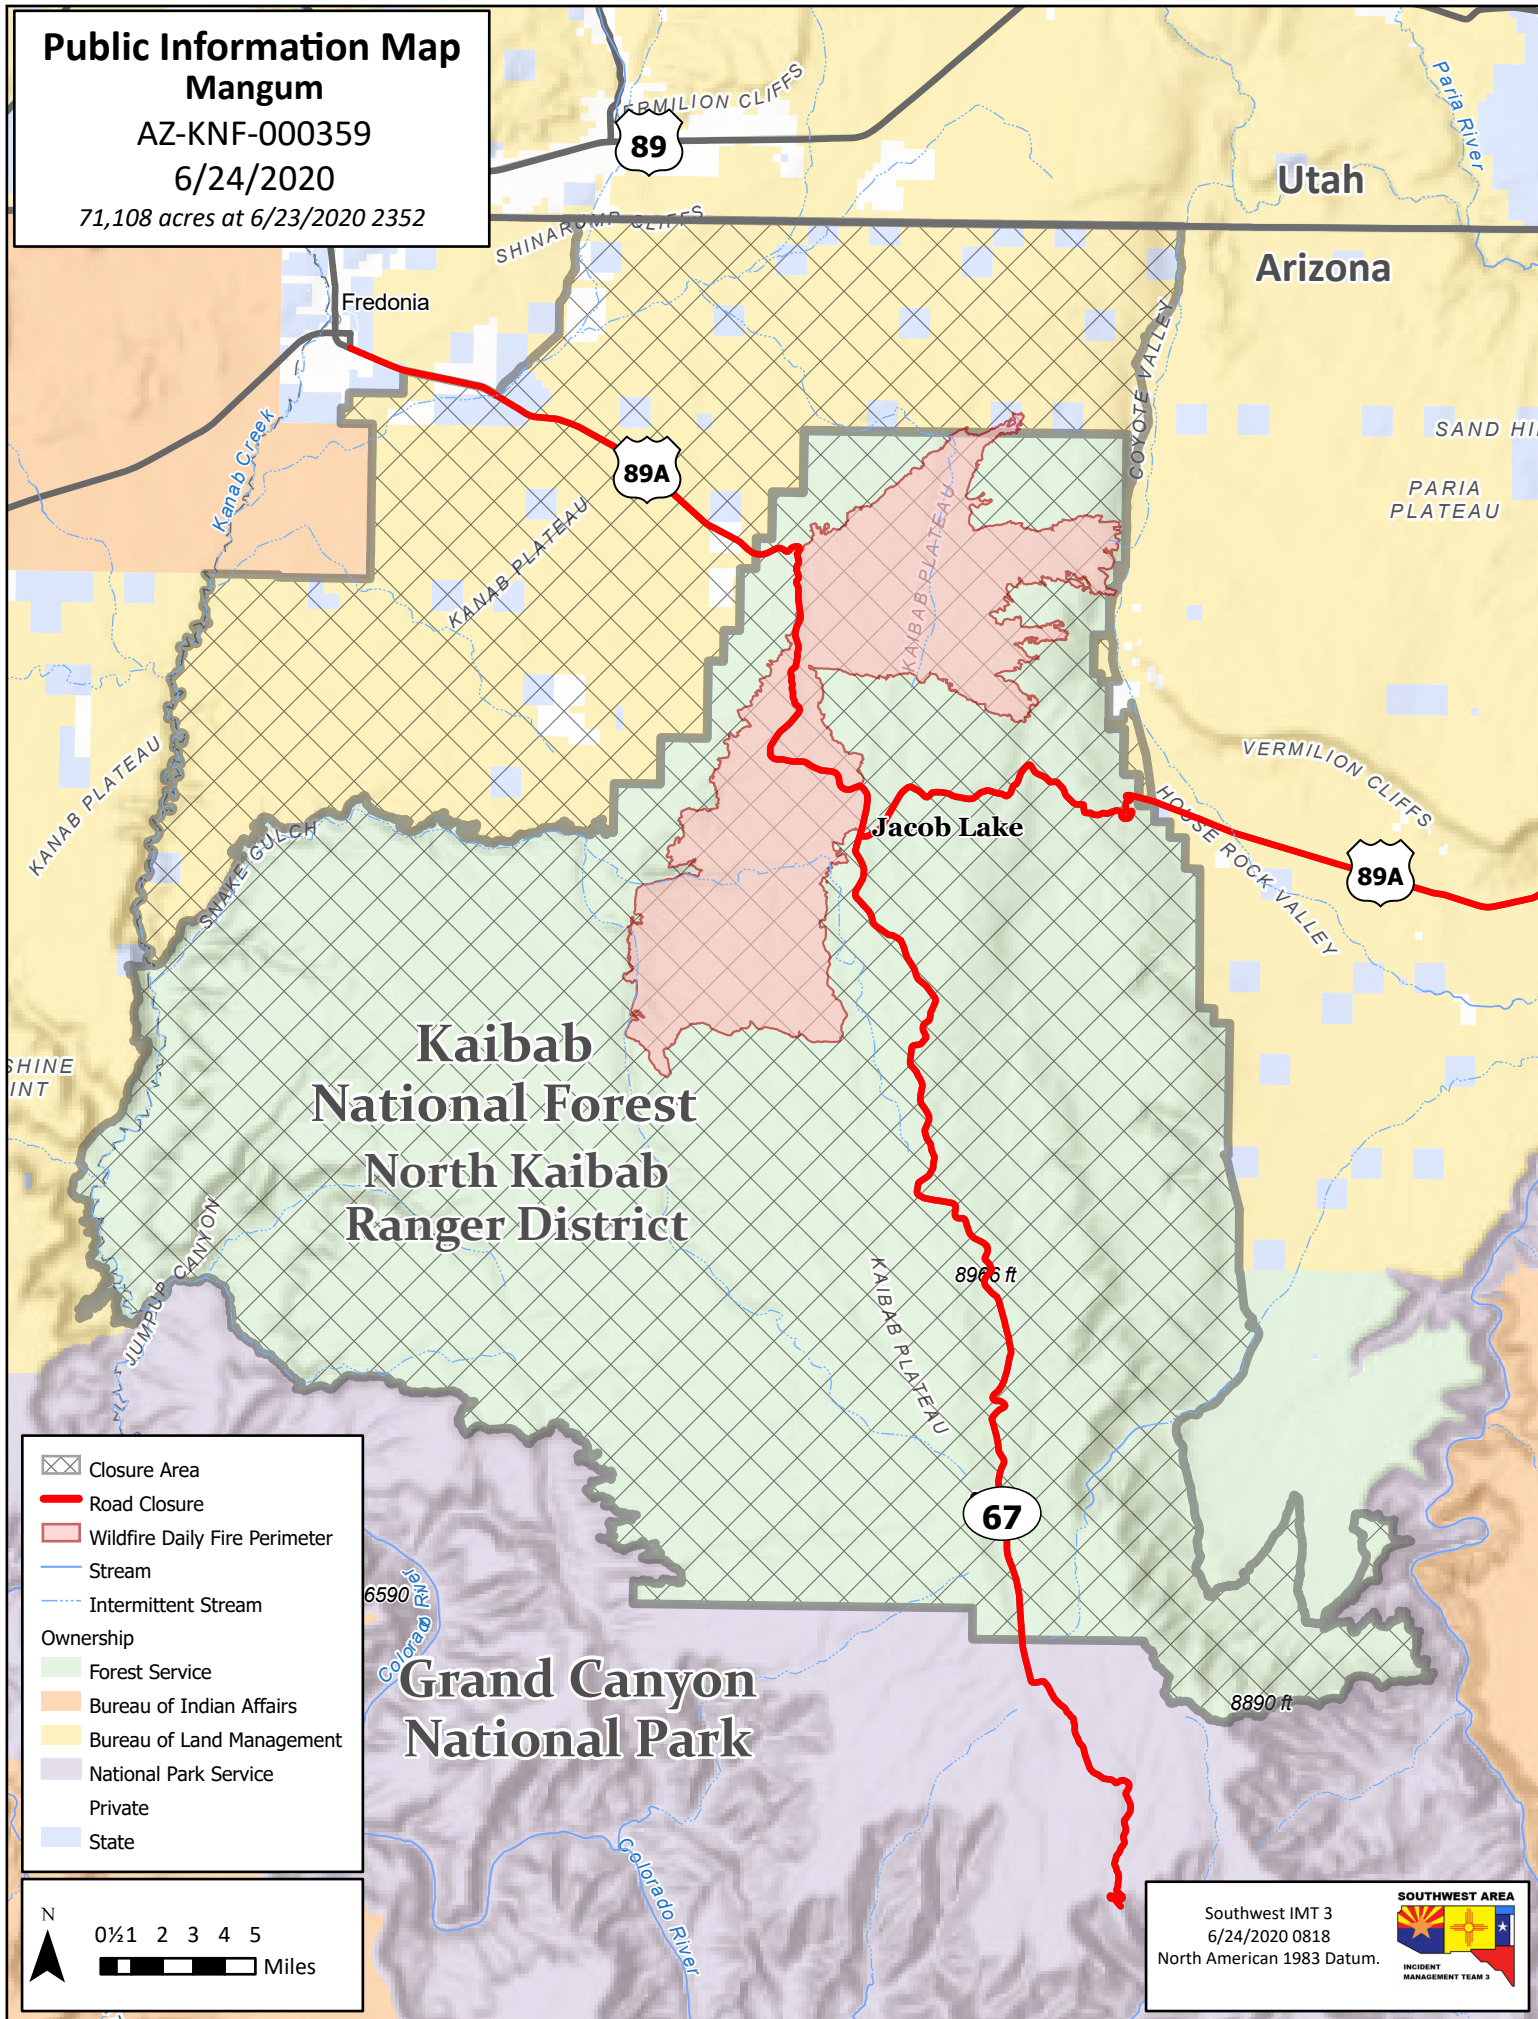 Public Information Map
Mangum
AZ-KNF-000359
6/24/2020
71,108 acres at 6/23/2020 2352
89
VERMILION CLIFFS
Paria River
Utah
Arizona
SHINARUMP CLIFFS
Fredonia
COYOTE VALLEY
Kanab Creek
89A
SAND HI
PARIA
PLATEAU
KANAB PLATEAU
KAIBAB PLATEAU
KANAB PLATEAU
VERMILION CLIFFS
HOUSE ROCK VALLEY
Jacob Lake
89A
SNAKE GULCH
SHINE
INT
Kaibab
National Forest
North Kaibab
Ranger District
JUMPUP CANYON
8966 ft
KAIBAB PLATEAU
67
6590
Colorado River
Grand Canyon
National Park
8890 ft
Colorado River
Closure Area
Road Closure
Wildfire Daily Fire Perimeter
Stream
Intermittent Stream
Ownership
Forest Service
Bureau of Indian Affairs
Bureau of Land Management
National Park Service
Private
State
N
0 ½ 1 2 3 4 5
Miles
Southwest IMT 3
6/24/2020 0818
North American 1983 Datum.
SOUTHWEST AREA
INCIDENT
MANAGEMENT TEAM 3